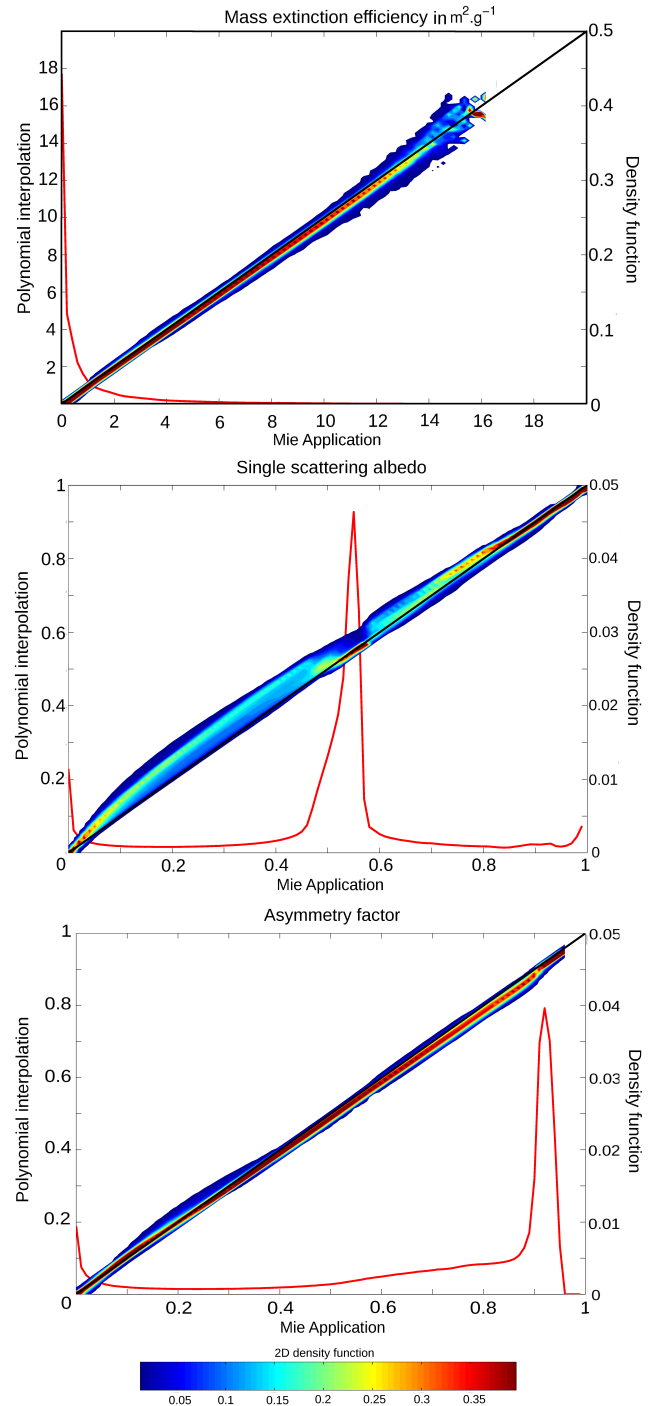 Mass extinction efficiency in m².g⁻¹
Polynomial interpolation
18
16
14
12
10
8
6
4
2
0.5
0.4
0.3
0.2
0.1
0
Density function
0 2 4 6 8 10 12 14 16 18
Mie Application
Single scattering albedo
Polynomial interpolation
1
0.8
0.6
0.4
0.2
0.05
0.04
0.03
0.02
0.01
0
Density function
0 0.2 0.4 0.6 0.8 1
Mie Application
Asymmetry factor
Polynomial interpolation
1
0.8
0.6
0.4
0.2
0.05
0.04
0.03
0.02
0.01
0
Density function
0 0.2 0.4 0.6 0.8 1
Mie Application
2D density function
0.05 0.1 0.15 0.2 0.25 0.3 0.35